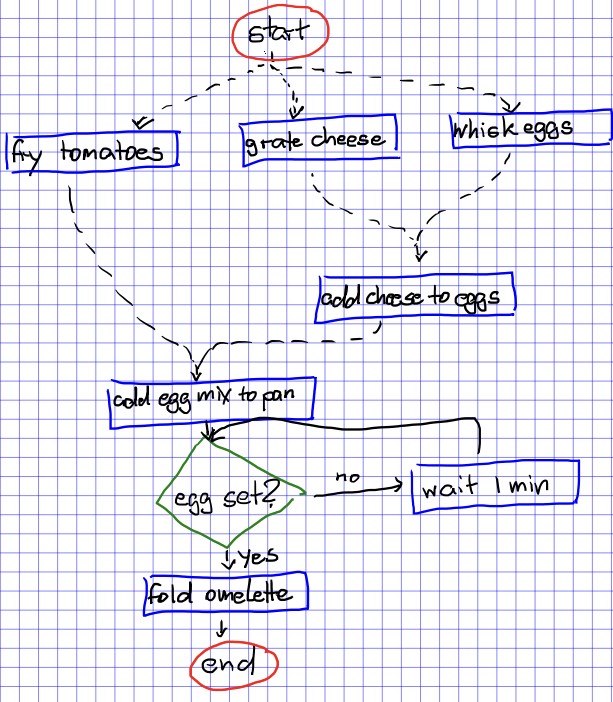 start
fry tomatoes
grate cheese
whisk eggs
add cheese to eggs
add egg mix to pan
egg set?
no
wait 1 min
yes
fold omelette
end